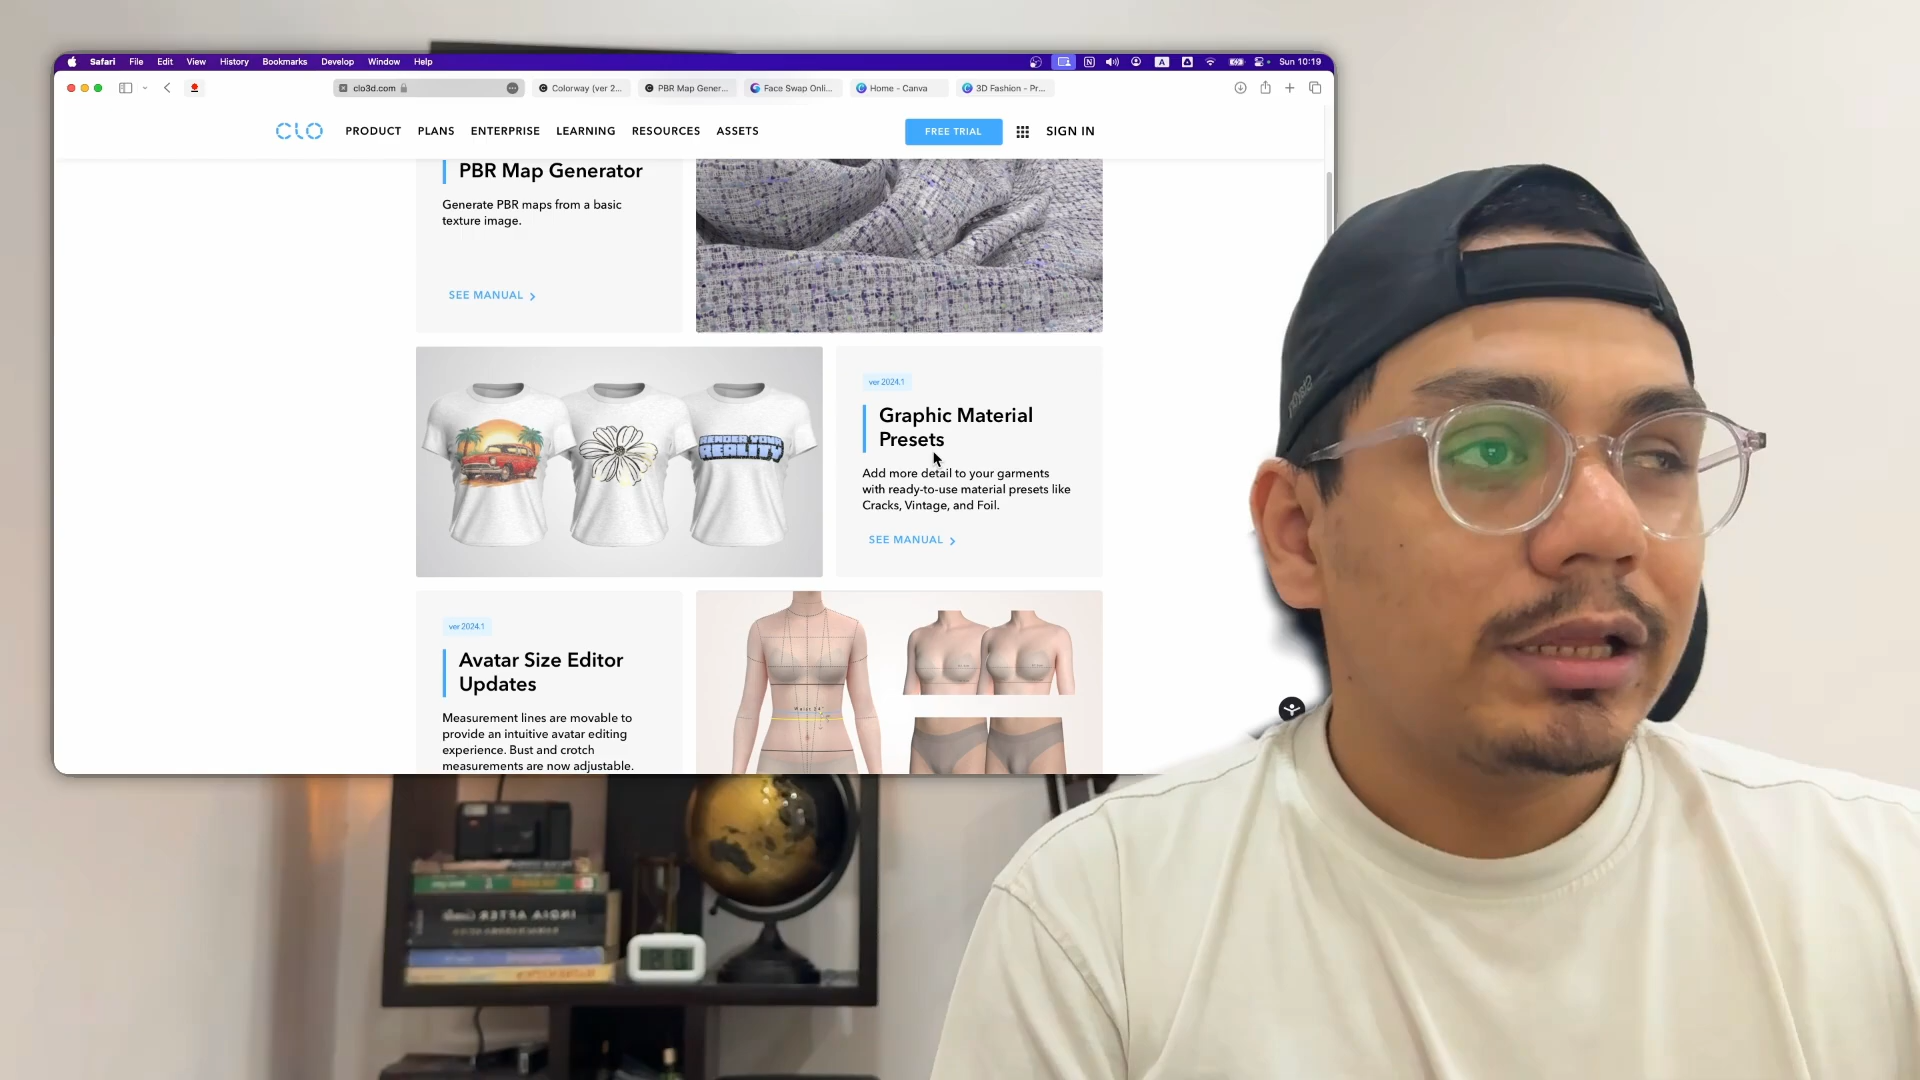 Safari File Edit View History Bookmarks Develop Window Help
A
Sun 10:19
clo3d.com
Colorway (ver 2...
PBR Map Gener...
Face Swap Onli...
Home - Canva
3D Fashion - Pr...
CLO
PRODUCT PLANS ENTERPRISE LEARNING RESOURCES ASSETS
FREE TRIAL
SIGN IN
PBR Map Generator
Generate PBR maps from a basic
texture image.
SEE MANUAL
RENDER YOUR
REALITY
ver 2024.1
Graphic Material
Presets
Add more detail to your garments
with ready-to-use material presets like
Cracks, Vintage, and Foil.
SEE MANUAL
ver 2024.1
Avatar Size Editor
Updates
Measurement lines are movable to
provide an intuitive avatar editing
experience. Bust and crotch
measurements are now adjustable.
INDIA AFTER